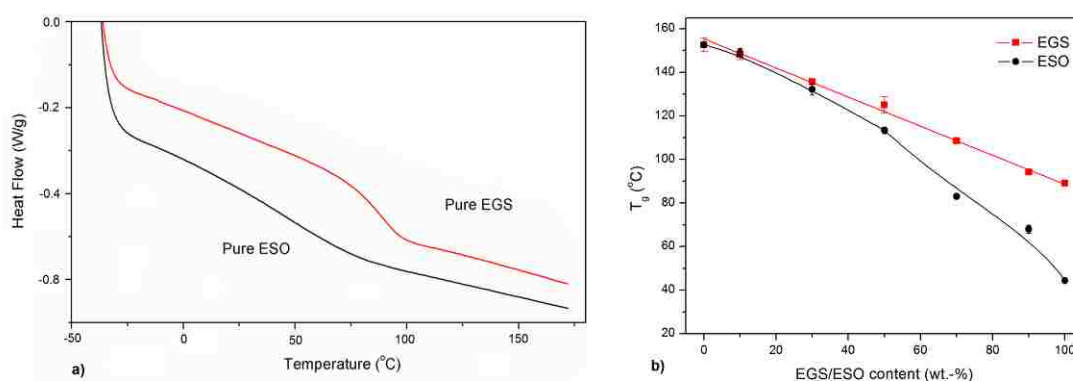 0.0
-0.2
-0.4
-0.8
Heat Flow (W/g)
Pure EGS
Pure ESO
-50 0 50 100 150
Temperature (°C)
a)
160
140
120
100
80
60
40
20
Tg (°C)
EGS
ESO
0 20 40 60 80 100
EGS/ESO content (wt.-%)
b)